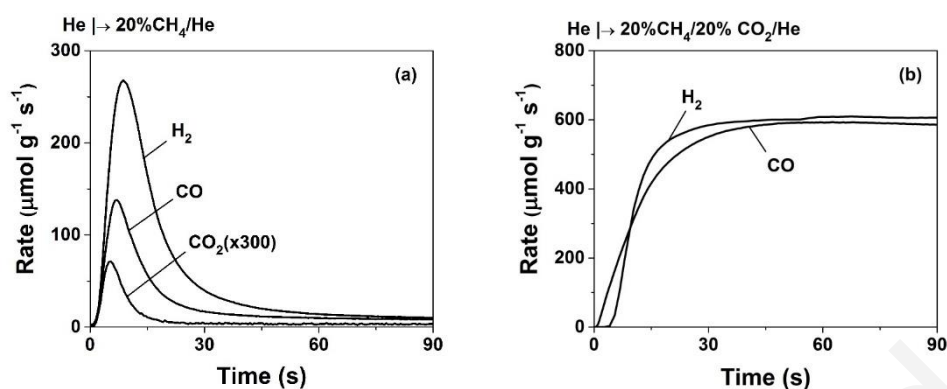 He |→ 20%CH₄/He
300
200
100
0
0 30 60 90
Rate (µmol g⁻¹ s⁻¹)
Time (s)
(a)
H₂
CO
CO₂(x300)
He |→ 20%CH₄/20% CO₂/He
800
600
400
200
0
0 30 60 90
Rate (µmol g⁻¹ s⁻¹)
Time (s)
(b)
H₂
CO